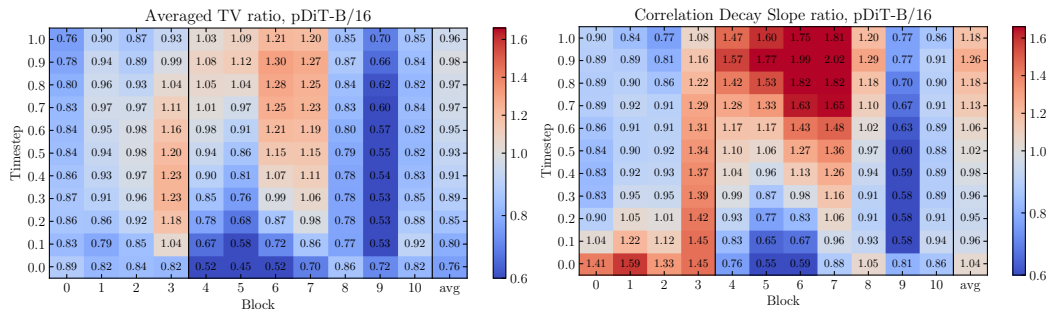 Averaged TV ratio, pDiT-B/16
1.0 0.76 0.90 0.87 0.93 1.03 1.09 1.21 1.20 0.85 0.70 0.85 0.96
0.9 0.78 0.94 0.89 0.99 1.08 1.12 1.30 1.27 0.87 0.66 0.84 0.98
0.8 0.80 0.96 0.93 1.04 1.05 1.04 1.28 1.25 0.84 0.62 0.82 0.97
0.7 0.83 0.97 0.97 1.11 1.01 0.97 1.25 1.23 0.83 0.60 0.82 0.97
0.6 0.84 0.95 0.98 1.16 0.98 0.91 1.21 1.19 0.80 0.57 0.82 0.95
0.5 0.84 0.94 0.98 1.20 0.94 0.86 1.15 1.15 0.79 0.55 0.82 0.93
0.4 0.86 0.92 0.97 1.23 0.90 0.81 1.07 1.11 0.78 0.54 0.83 0.91
0.3 0.87 0.91 0.96 1.23 0.85 0.76 0.99 1.06 0.78 0.53 0.85 0.89
0.2 0.86 0.86 0.92 1.18 0.78 0.68 0.87 0.98 0.78 0.53 0.88 0.85
0.1 0.83 0.79 0.85 1.04 0.67 0.58 0.72 0.86 0.77 0.53 0.92 0.80
0.0 0.89 0.82 0.84 0.82 0.52 0.45 0.52 0.70 0.86 0.72 0.82 0.76
0 1 2 3 4 5 6 7 8 9 10 avg
Block
Timestep
1.6
1.4
1.2
1.0
0.8
0.6
Correlation Decay Slope ratio, pDiT-B/16
1.0 0.90 0.84 0.77 1.08 1.47 1.60 1.75 1.81 1.20 0.77 0.86 1.18
0.9 0.89 0.89 0.81 1.16 1.57 1.77 1.99 2.02 1.29 0.77 0.91 1.26
0.8 0.89 0.90 0.86 1.22 1.42 1.53 1.82 1.82 1.18 0.70 0.90 1.18
0.7 0.89 0.92 0.91 1.29 1.28 1.33 1.63 1.65 1.10 0.67 0.91 1.13
0.6 0.86 0.91 0.91 1.31 1.17 1.17 1.43 1.48 1.02 0.63 0.89 1.06
0.5 0.84 0.90 0.91 1.34 1.10 1.06 1.27 1.36 0.97 0.60 0.88 1.02
0.4 0.83 0.92 0.92 1.37 1.04 0.96 1.13 1.26 0.94 0.59 0.89 0.98
0.3 0.83 0.95 0.95 1.39 0.99 0.87 0.98 1.16 0.92 0.58 0.91 0.96
0.2 0.90 1.05 1.01 1.42 0.93 0.77 0.83 1.06 0.91 0.58 0.91 0.95
0.1 1.04 1.22 1.12 1.45 0.83 0.65 0.67 0.96 0.93 0.58 0.94 0.96
0.0 1.41 1.59 1.33 1.45 0.76 0.55 0.59 0.88 1.05 0.81 0.86 1.04
0 1 2 3 4 5 6 7 8 9 10 avg
Block
Timestep
1.6
1.4
1.2
1.0
0.8
0.6